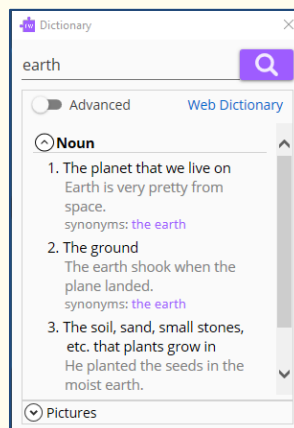 Dictionary
earth
Advanced
Web Dictionary
Noun
1. The planet that we live on
Earth is very pretty from
space.
synonyms: the earth
2. The ground
The earth shook when the
plane landed.
synonyms: the earth
3. The soil, sand, small stones,
etc. that plants grow in
He planted the seeds in the
moist earth.
Pictures